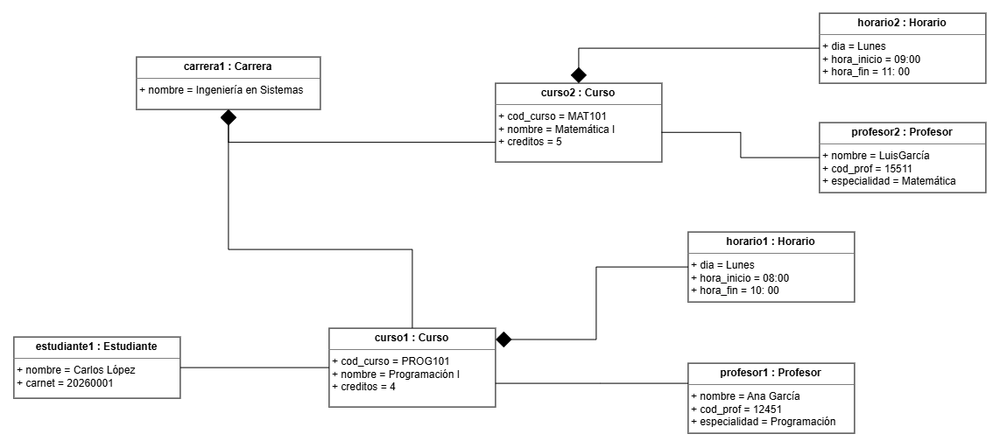 horario2 : Horario
+ dia = Lunes
+ hora_inicio = 09:00
+ hora_fin = 11: 00
carrera1 : Carrera
+ nombre = Ingeniería en Sistemas
curso2 : Curso
+ cod_curso = MAT101
+ nombre = Matemática I
+ creditos = 5
profesor2 : Profesor
+ nombre = LuisGarcía
+ cod_prof = 15511
+ especialidad = Matemática
horario1 : Horario
+ dia = Lunes
+ hora_inicio = 08:00
+ hora_fin = 10: 00
estudiante1 : Estudiante
+ nombre = Carlos López
+ carnet = 20260001
curso1 : Curso
+ cod_curso = PROG101
+ nombre = Programación I
+ creditos = 4
profesor1 : Profesor
+ nombre = Ana García
+ cod_prof = 12451
+ especialidad = Programación